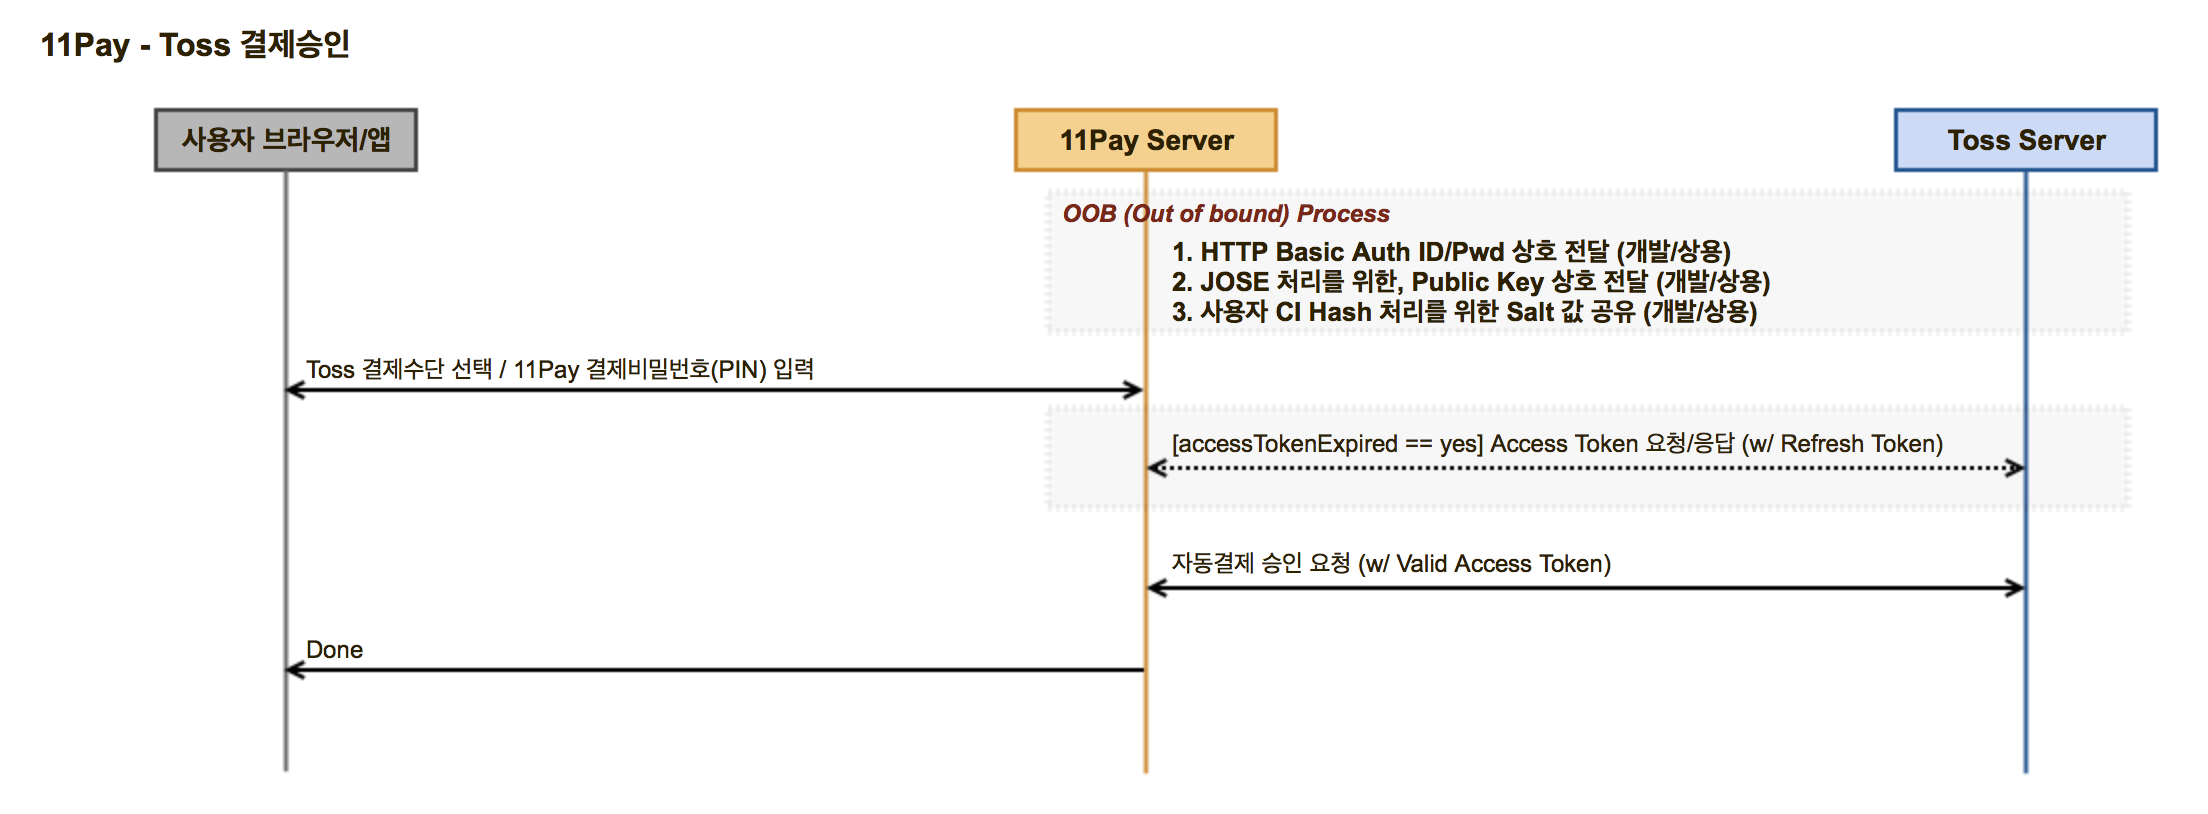 11Pay - Toss 결제승인
사용자 브라우저/앱
11Pay Server
Toss Server
OOB (Out of bound) Process
1. HTTP Basic Auth ID/Pwd 상호 전달 (개발/상용)
2. JOSE 처리를 위한, Public Key 상호 전달 (개발/상용)
3. 사용자 CI Hash 처리를 위한 Salt 값 공유 (개발/상용)
Toss 결제수단 선택 / 11Pay 결제비밀번호(PIN) 입력
[accessTokenExpired == yes] Access Token 요청/응답 (w/ Refresh Token)
자동결제 승인 요청 (w/ Valid Access Token)
Done